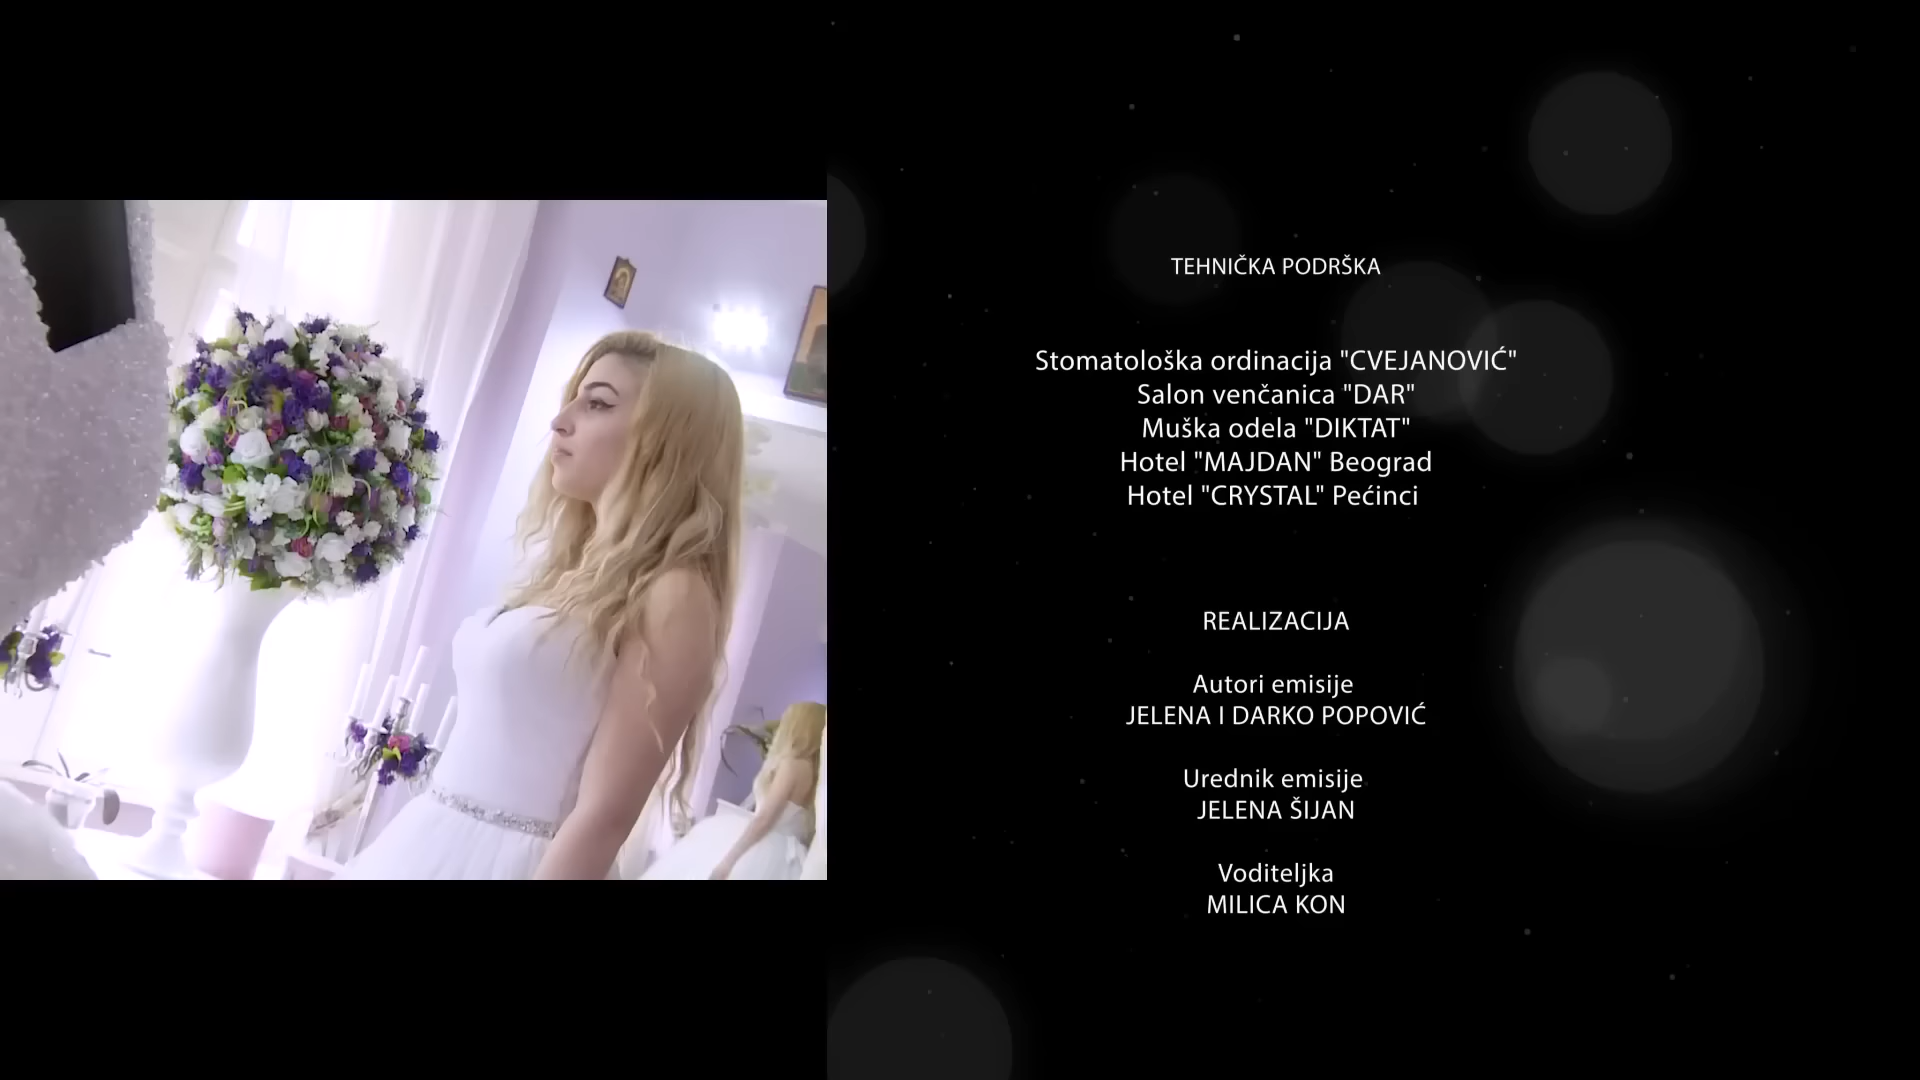 TEHNIČKA PODRŠKA
Stomatološka ordinacija "CVEJANOVIĆ"
Salon venčanica "DAR"
Muška odela "DIKTAT"
Hotel "MAJDAN" Beograd
Hotel "CRYSTAL" Pećinci
REALIZACIJA
Autori emisije
JELENA I DARKO POPOVIĆ
Urednik emisije
JELENA ŠIJAN
Voditeljka
MILICA KON